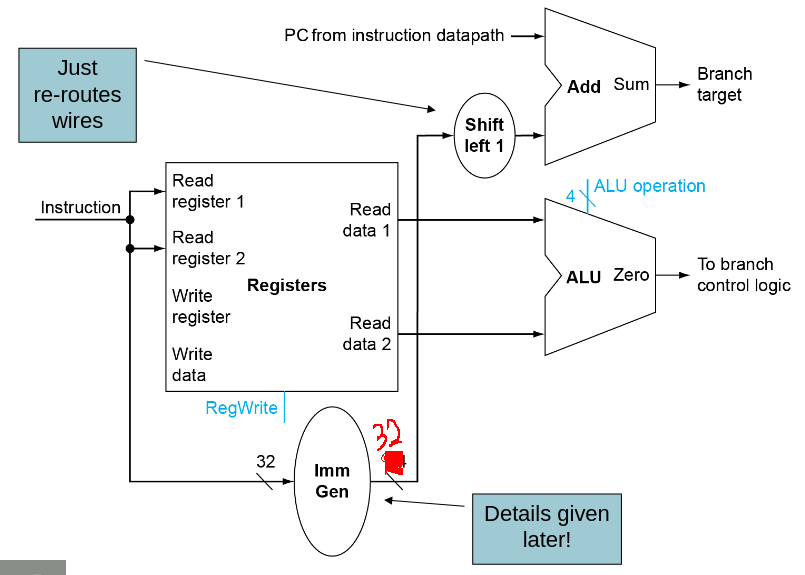 PC from instruction datapath
Just
re-routes
wires
Add
Sum
Branch
target
Shift
left 1
Instruction
Read
register 1
Read
register 2
Write
register
Write
data
Registers
Read
data 1
Read
data 2
RegWrite
4
ALU operation
ALU
Zero
To branch
control logic
32
Imm
Gen
32
Details given
later!